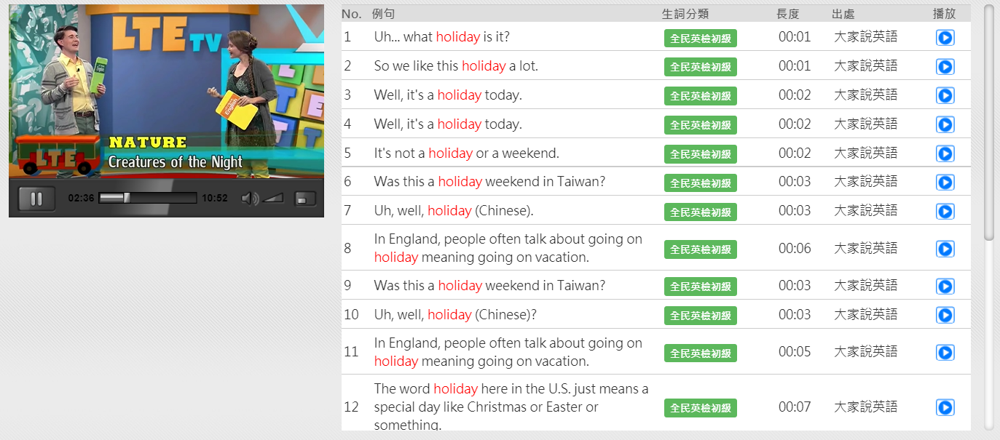 LTE TV
English
English
LTE
NATURE
Creatures of the Night
02:36 10:52
No. 例句 生詞分類 長度 出處 播放
1 Uh... what holiday is it? 全民英檢初級 00:01 大家說英語
2 So we like this holiday a lot. 全民英檢初級 00:01 大家說英語
3 Well, it's a holiday today. 全民英檢初級 00:02 大家說英語
4 Well, it's a holiday today. 全民英檢初級 00:02 大家說英語
5 It's not a holiday or a weekend. 全民英檢初級 00:02 大家說英語
6 Was this a holiday weekend in Taiwan? 全民英檢初級 00:03 大家說英語
7 Uh, well, holiday (Chinese). 全民英檢初級 00:03 大家說英語
8 In England, people often talk about going on
holiday meaning going on vacation. 全民英檢初級 00:06 大家說英語
9 Was this a holiday weekend in Taiwan? 全民英檢初級 00:03 大家說英語
10 Uh, well, holiday (Chinese)? 全民英檢初級 00:03 大家說英語
11 In England, people often talk about going on
holiday meaning going on vacation. 全民英檢初級 00:05 大家說英語
12 The word holiday here in the U.S. just means a
special day like Christmas or Easter or
something. 全民英檢初級 00:07 大家說英語